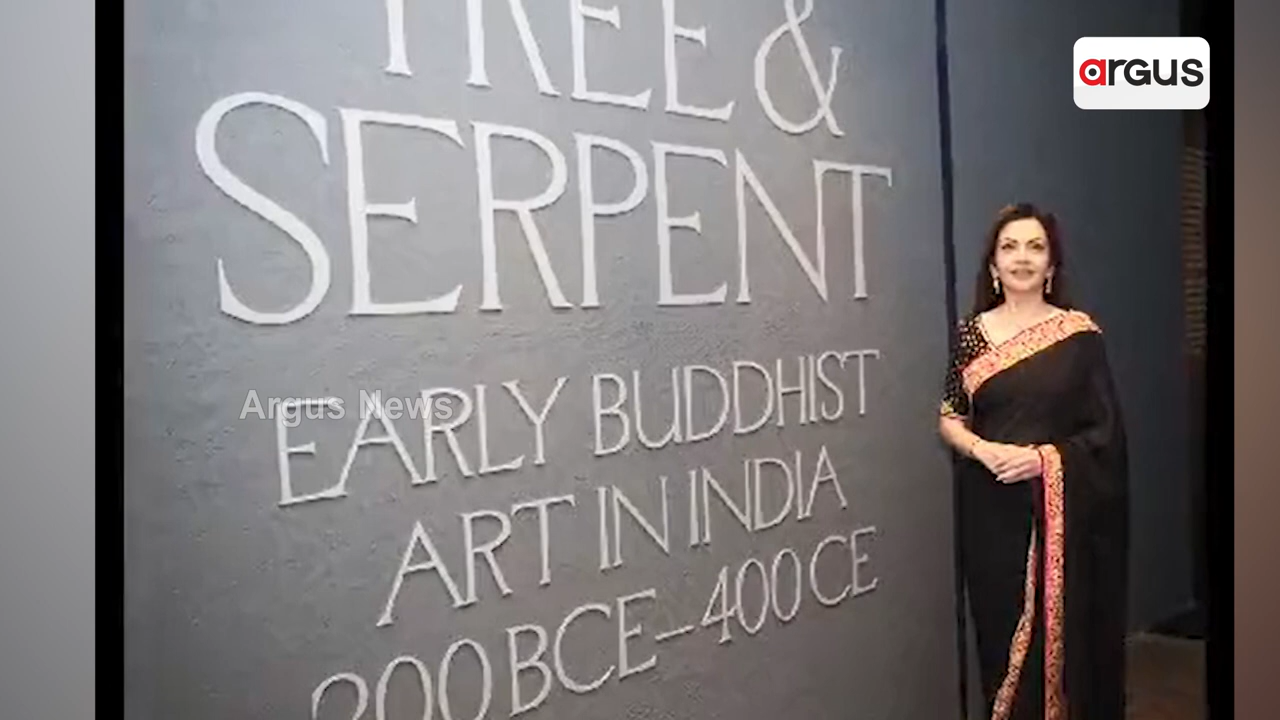 TREE &
SERPENT
EARLY BUDDHIST
ART IN INDIA
200 BCE–400 CE
argus
Argus News